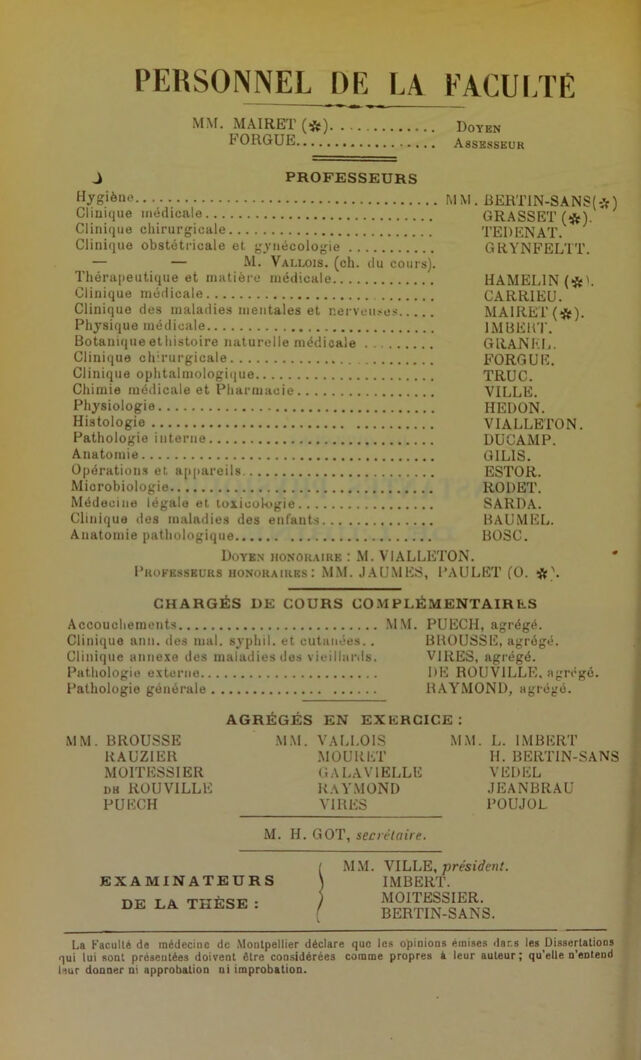 PERSONNEL DE LA FACULTÉ
MM. MAIRET (✻). .............. DOYEN
FORGUE.................... ASSESSEUR
PROFESSEURS
Hygiène.......................................... MM. BERTIN-SANS(✻)
Clinique médicale................................ GRASSET (✻).
Clinique chirurgicale............................. TEDENAT.
Clinique obstétricale et gynécologie ............ GRYNFELTT.
— — M. VALLOIS. (ch. du cours).
Thérapeutique et matière médicale.............. HAMELIN (✻).
Clinique médicale................................ CARRIEU.
Clinique des maladies mentales et nerveuses..... MAIRET (✻).
Physique médicale................................ IMBERT.
Botanique et histoire naturelle médicale .......... GRANEL.
Clinique chirurgicale............................. FORGUE.
Clinique ophtalmologique......................... TRUC.
Chimie médicale et Pharmacie................... VILLE.
Physiologie...................................... HEDON.
Histologie ...................................... VIALLETON.
Pathologie interne................................ DUCAMP.
Anatomie........................................ GILIS.
Opérations et appareils........................... ESTOR.
Microbiologie.................................... RODET.
Médecine légale et toxicologie................... SARDA.
Clinique des maladies des enfants................ BAUMEL.
Anatomie pathologique........................... BOSC.
DOYEN HONORAIRE : M. VIALLETON.
PROFESSEURS HONORAIRES : MM. JAUMES, PAULET (O. ✻).
CHARGÉS DE COURS COMPLÉMENTAIRES
Accouchements............................ MM. PUECH, agrégé.
Clinique ann. des mal. syphil. et cutanées.. BROUSSE, agrégé.
Clinique annexe des maladies des vieillards. VIRES, agrégé.
Pathologie externe......................... DE ROUVILLE, agrégé.
Pathologie générale ....................... RAYMOND, agrégé.
AGRÉGÉS EN EXERCICE :
MM. BROUSSE MM. VALLOIS MM. L. IMBERT
RAUZIER MOURET H. BERTIN-SANS
MOITESSIER GALAVIELLE VEDEL
DE ROUVILLE RAYMOND JEANBRAU
PUECH VIRES POUJOL
M. H. GOT, secrétaire.
EXAMINATEURS
DE LA THÈSE :
MM. VILLE, président.
IMBERT.
MOITESSIER.
BERTIN-SANS.
La Faculté de médecine de Montpellier déclare que les opinions émises dans les Dissertations
qui lui sont présentées doivent être considérées comme propres à leur auteur ; qu'elle n'entend
leur donner ni approbation ni improbation.